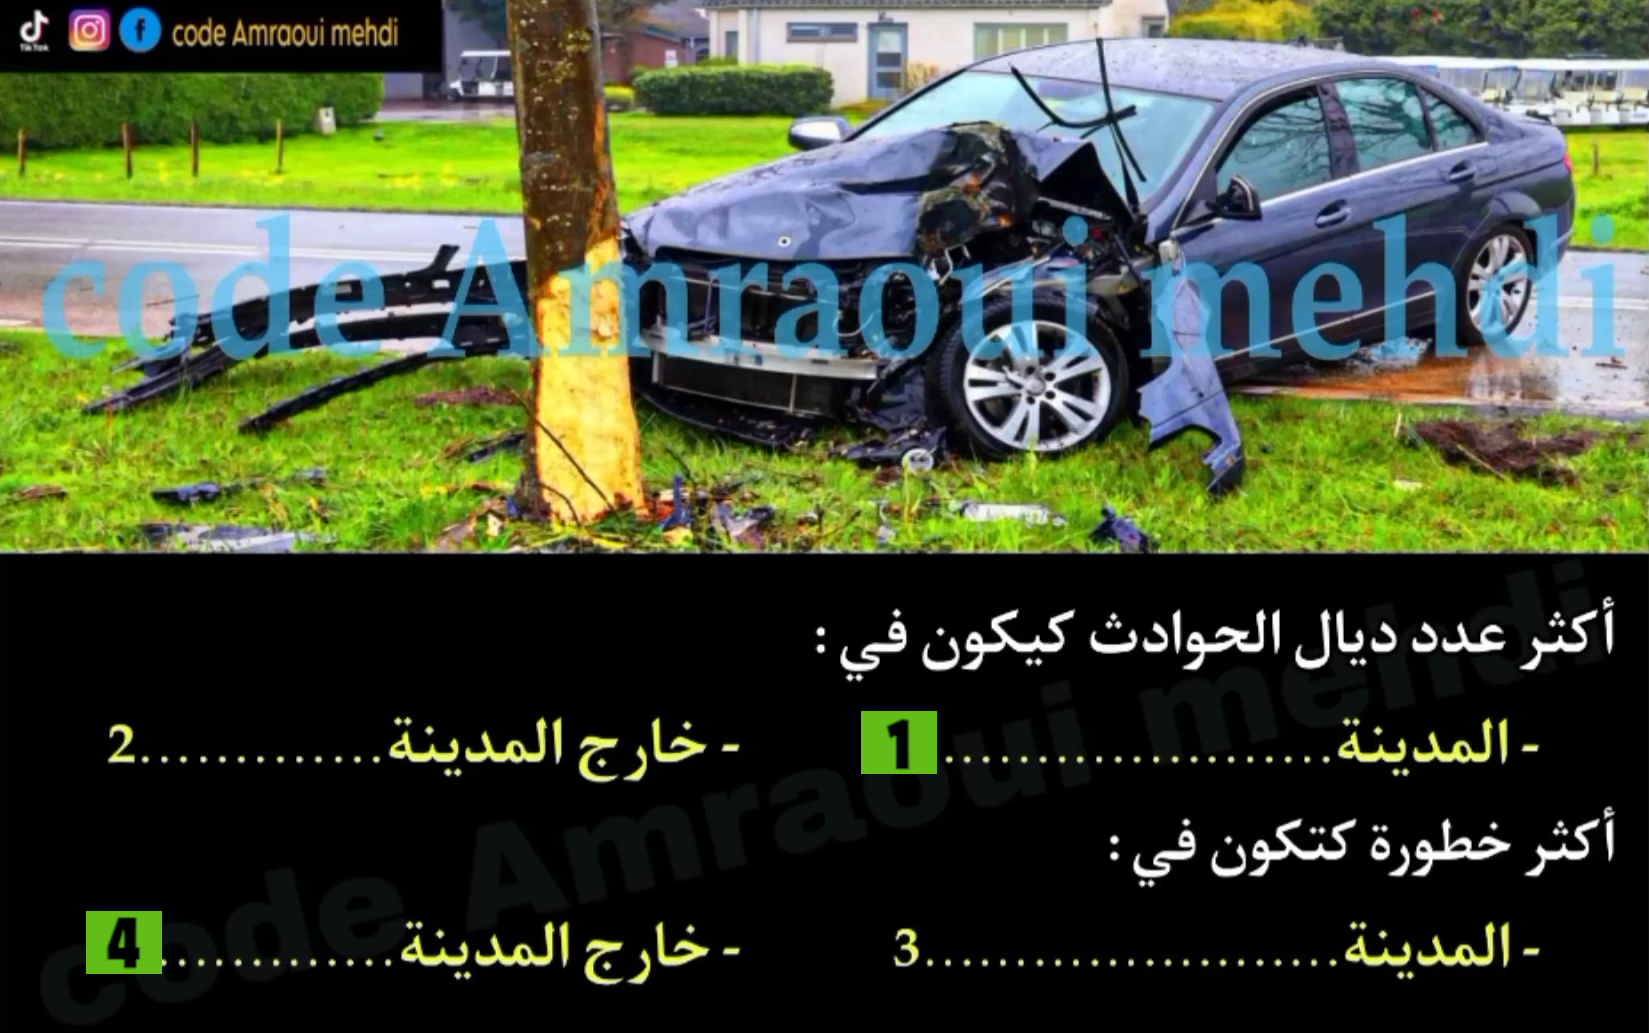 TikTok
code Amraoui mehdi
code Amraoui mehdi
أكثر عدد ديال الحوادث كيكون في :
- المدينة......................1 - خارج المدينة.............2
أكثر خطورة كتكون في :
- المدينة.......................3 - خارج المدينة.............4
code Amraoui mehdi